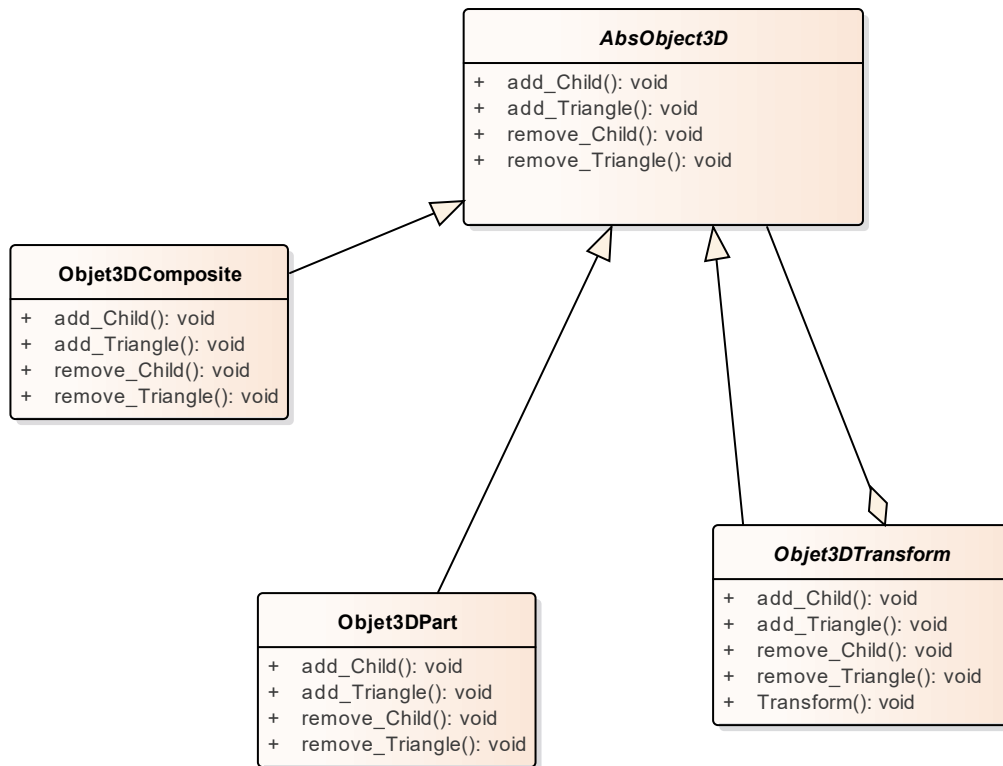 AbsObject3D
+ add_Child(): void
+ add_Triangle(): void
+ remove_Child(): void
+ remove_Triangle(): void
Objet3DComposite
+ add_Child(): void
+ add_Triangle(): void
+ remove_Child(): void
+ remove_Triangle(): void
Objet3DPart
+ add_Child(): void
+ add_Triangle(): void
+ remove_Child(): void
+ remove_Triangle(): void
Objet3DTransform
+ add_Child(): void
+ add_Triangle(): void
+ remove_Child(): void
+ remove_Triangle(): void
+ Transform(): void